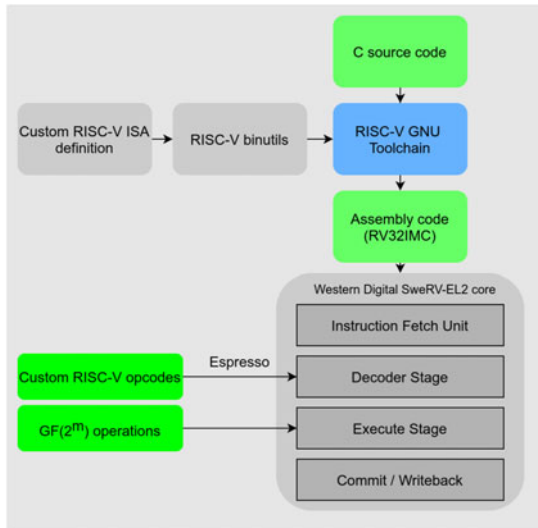 C source code
Custom RISC-V ISA
definition
RISC-V binutils
RISC-V GNU
Toolchain
Assembly code
(RV32IMC)
Western Digital SweRV-EL2 core
Instruction Fetch Unit
Espresso
Custom RISC-V opcodes
Decoder Stage
GF(2^m) operations
Execute Stage
Commit / Writeback